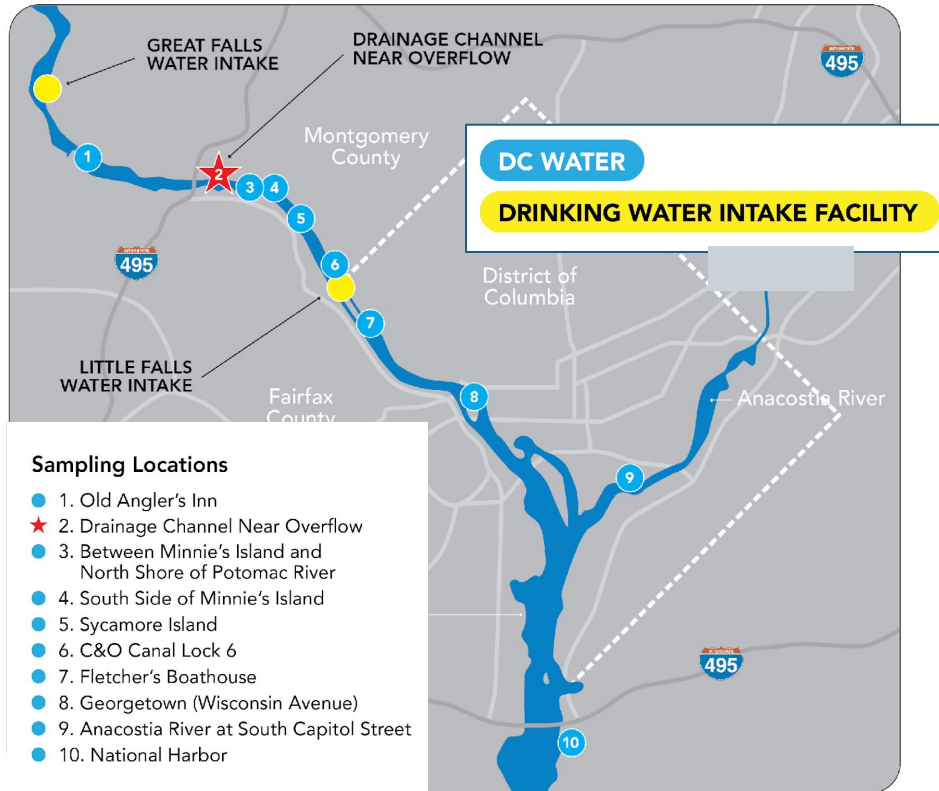 GREAT FALLS
WATER INTAKE
DRAINAGE CHANNEL
NEAR OVERFLOW
INTERSTATE
495
Montgomery
County
DC WATER
DRINKING WATER INTAKE FACILITY
1
2
3
4
5
6
7
INTERSTATE
495
District of
Columbia
LITTLE FALLS
WATER INTAKE
Fairfax
County
8
Anacostia River
9
495
10
Sampling Locations
1. Old Angler's Inn
2. Drainage Channel Near Overflow
3. Between Minnie's Island and
North Shore of Potomac River
4. South Side of Minnie's Island
5. Sycamore Island
6. C&O Canal Lock 6
7. Fletcher's Boathouse
8. Georgetown (Wisconsin Avenue)
9. Anacostia River at South Capitol Street
10. National Harbor